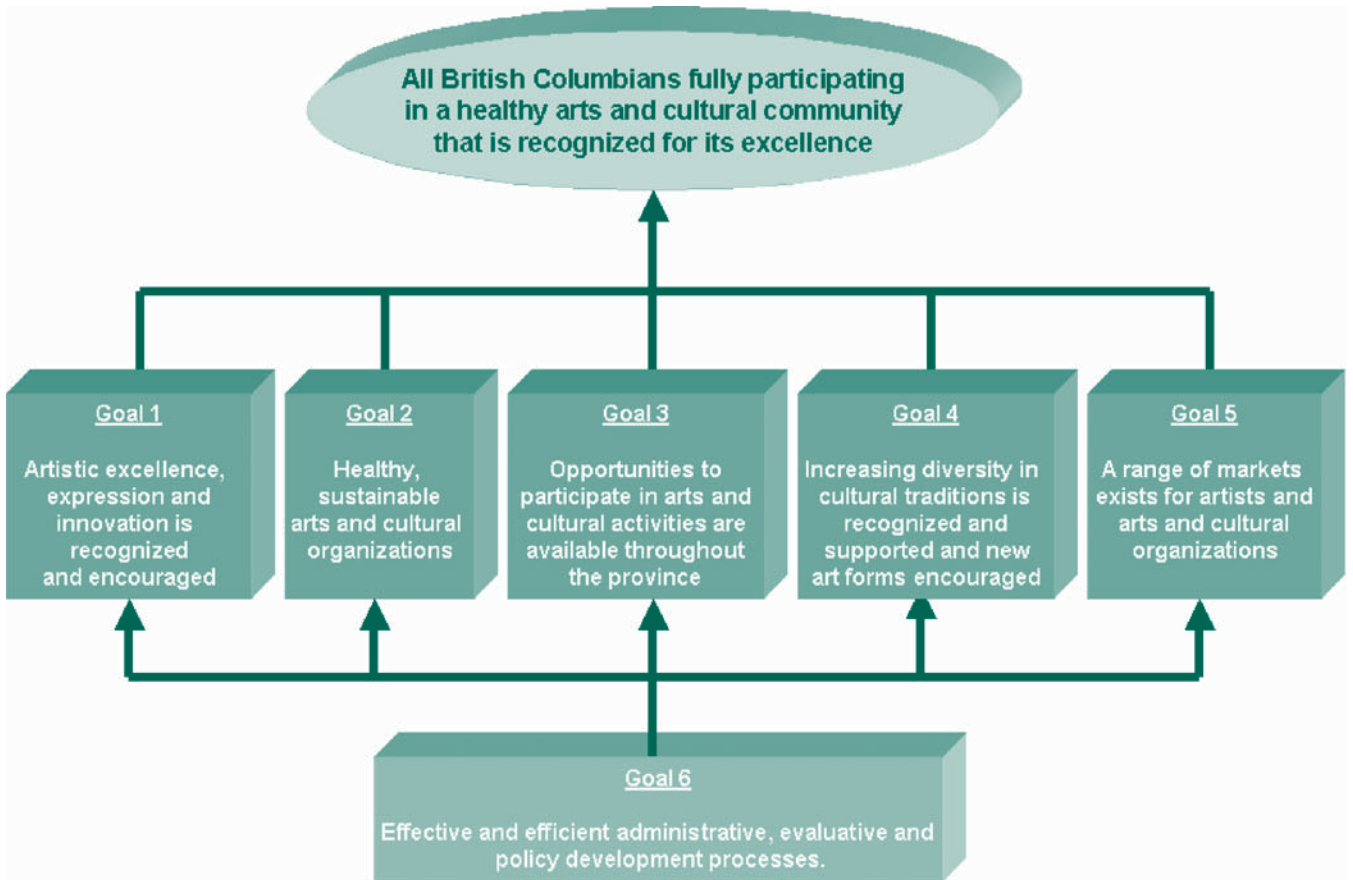 All British Columbians fully participating
in a healthy arts and cultural community
that is recognized for its excellence
Goal 1
Artistic excellence,
expression and
innovation is
recognized
and encouraged
Goal 2
Healthy,
sustainable
arts and cultural
organizations
Goal 3
Opportunities to
participate in arts and
cultural activities are
available throughout
the province
Goal 4
Increasing diversity in
cultural traditions is
recognized and
supported and new
art forms encouraged
Goal 5
A range of markets
exists for artists and
arts and cultural
organizations
Goal 6
Effective and efficient administrative, evaluative and
policy development processes.